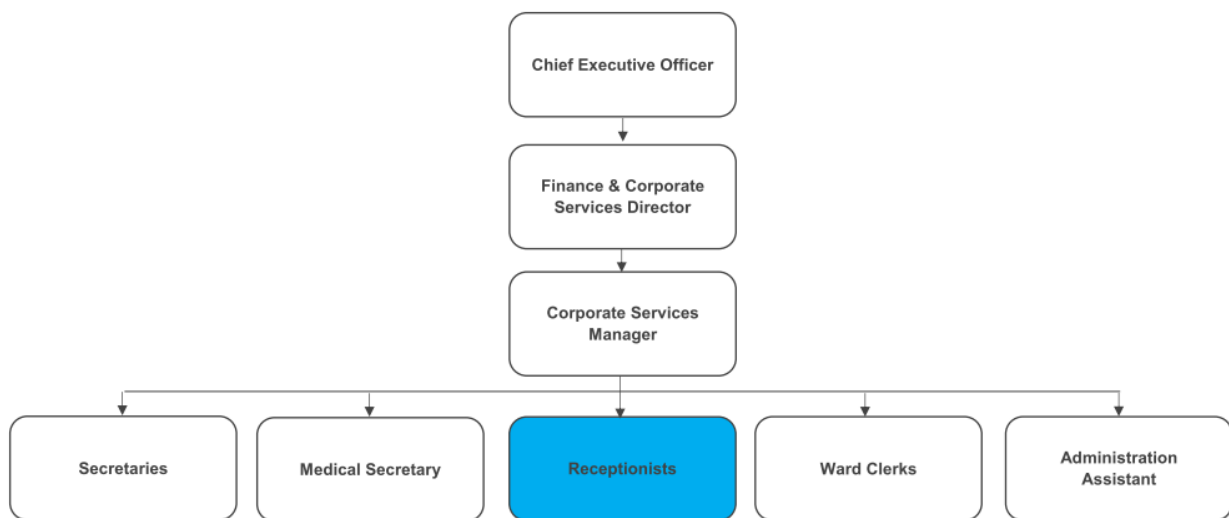 Chief Executive Officer
Finance & Corporate
Services Director
Corporate Services
Manager
Secretaries
Medical Secretary
Receptionists
Ward Clerks
Administration
Assistant